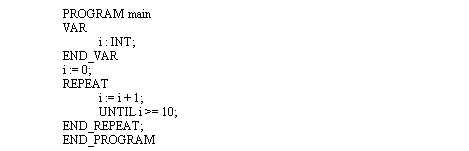 PROGRAM main
VAR
i : INT;
END_VAR
i := 0;
REPEAT
i := i + 1;
UNTIL i >= 10;
END_REPEAT;
END_PROGRAM